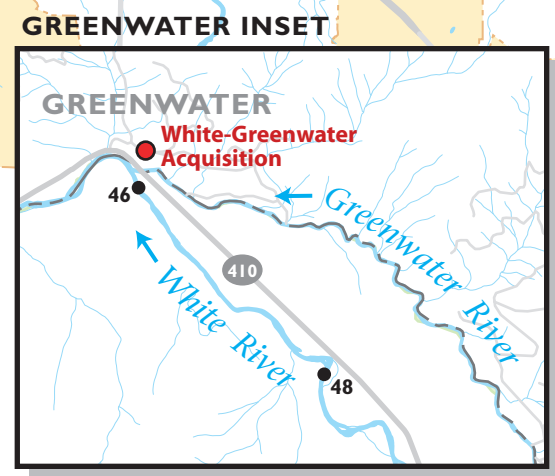 GREENWATER INSET
GREENWATER
White-Greenwater
Acquisition
46
Greenwater River
410
White River
48